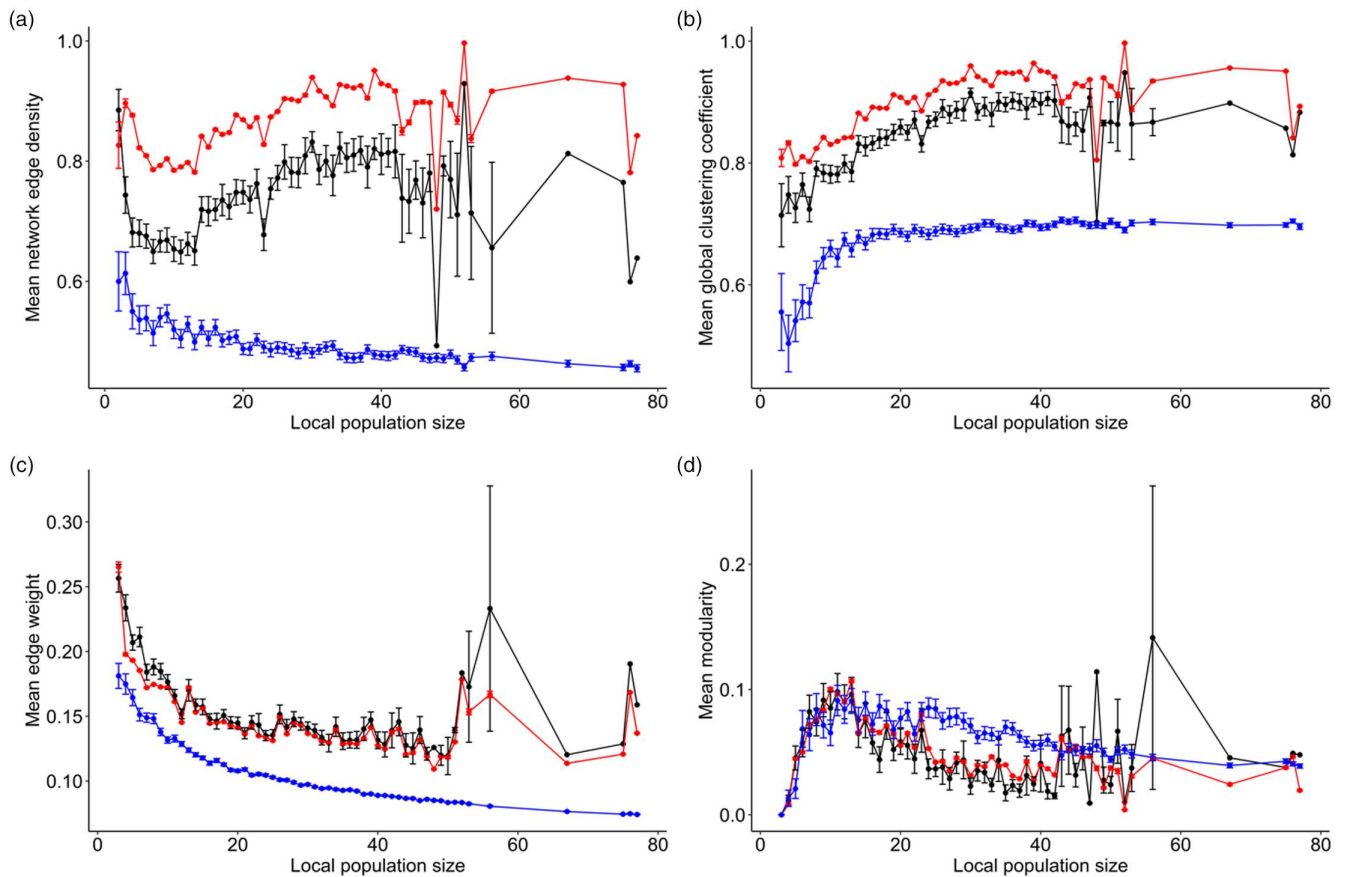 (a)
Mean network edge density
1.0
0.8
0.6
0
20
40
60
80
Local population size
(b)
Mean global clustering coefficient
1.0
0.8
0.6
0
20
40
60
80
Local population size
(c)
Mean edge weight
0.30
0.25
0.20
0.15
0.10
0
20
40
60
80
Local population size
(d)
Mean modularity
0.2
0.1
0.0
0
20
40
60
80
Local population size